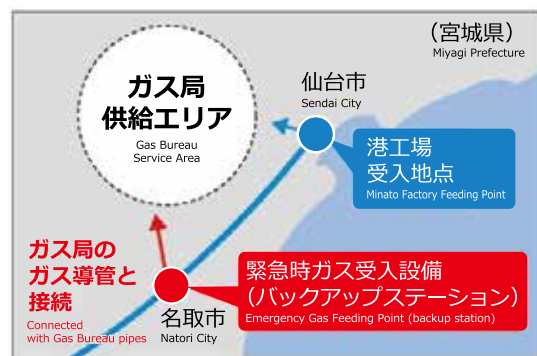 (宮城県)
Miyagi Prefecture
ガス局
供給エリア
Gas Bureau
Service Area
仙台市
Sendai City
港工場
受入地点
Minato Factory Feeding Point
ガス局の
ガス導管と
接続
Connected
with Gas Bureau pipes
名取市
Natori City
緊急時ガス受入設備
(バックアップステーション)
Emergency Gas Feeding Point (backup station)